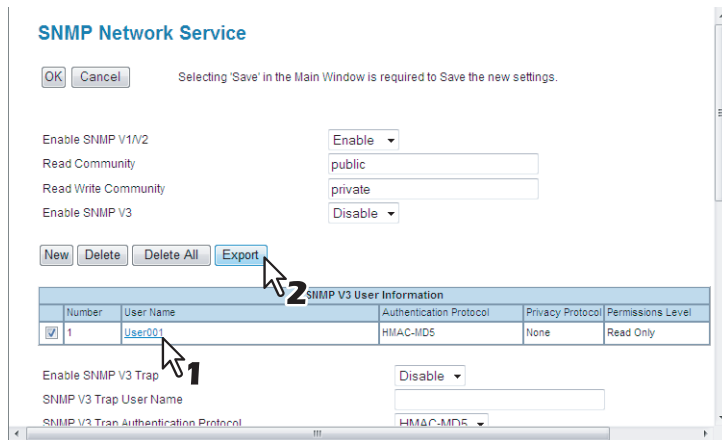 SNMP Network Service
OK Cancel Selecting 'Save' in the Main Window is required to Save the new settings.
Enable SNMP V1/V2 Enable
Read Community public
Read Write Community private
Enable SNMP V3 Disable
New Delete Delete All Export
2
SNMP V3 User Information
Number User Name Authentication Protocol Privacy Protocol Permissions Level
1 User001 HMAC-MD5 None Read Only
1
Enable SNMP V3 Trap Disable
SNMP V3 Trap User Name
SNMP V3 Trap Authentication Protocol HMAC-MD5